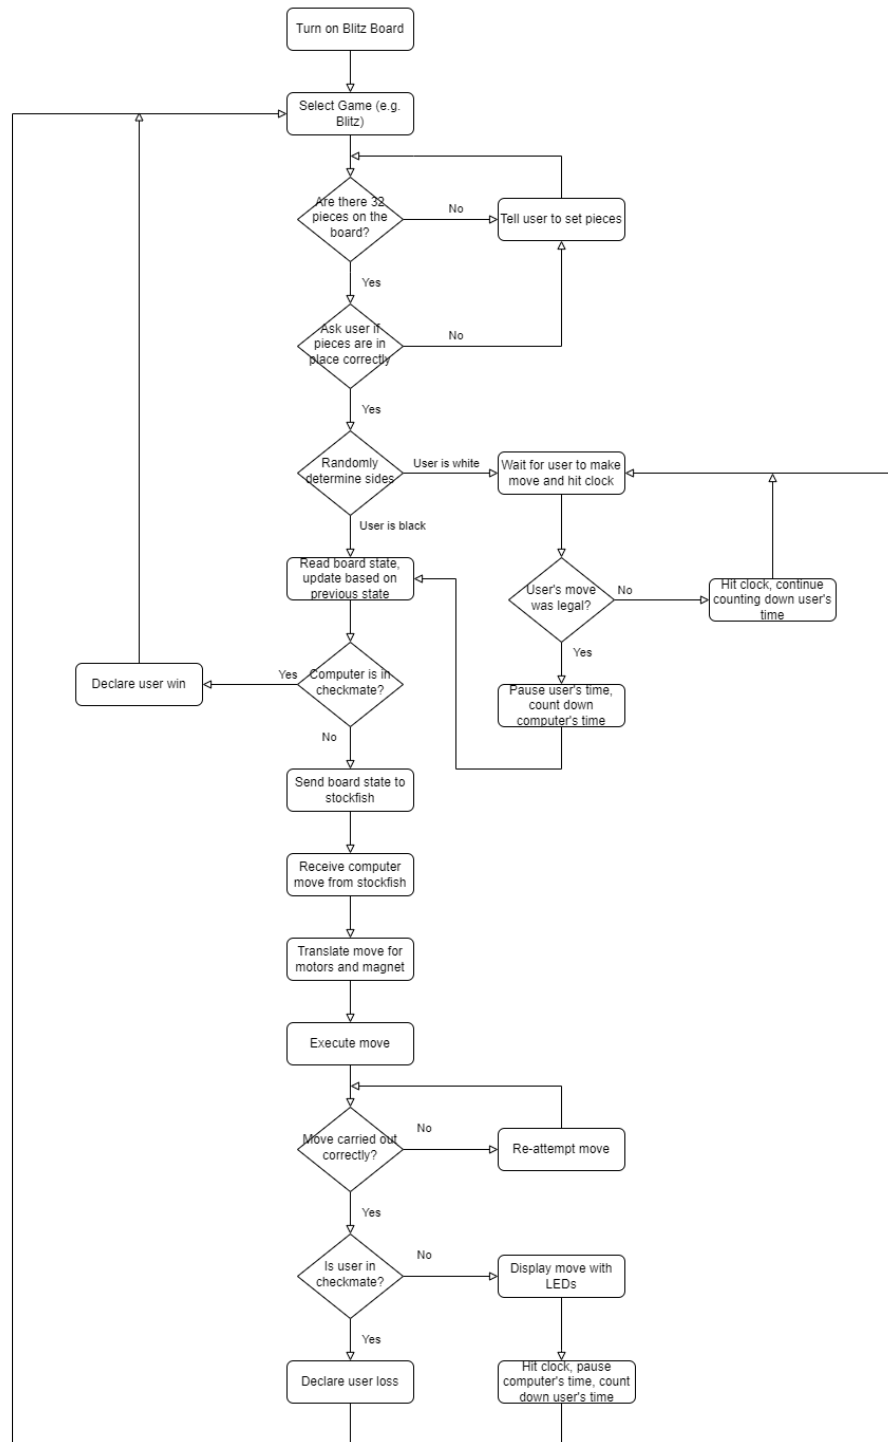 Turn on Blitz Board
Select Game (e.g.
Blitz)
Are there 32
pieces on the
board?
No
Tell user to set pieces
Yes
Ask user if
pieces are in
place correctly
No
Yes
Randomly
determine sides
User is white
Wait for user to make
move and hit clock
User is black
Read board state,
update based on
previous state
User's move
was legal?
No
Hit clock, continue
counting down user's
time
Yes
Pause user's time,
count down
computer's time
Computer is in
checkmate?
Yes
Declare user win
No
Send board state to
stockfish
Receive computer
move from stockfish
Translate move for
motors and magnet
Execute move
Move carried out
correctly?
No
Re-attempt move
Yes
Is user in
checkmate?
No
Display move with
LEDs
Yes
Declare user loss
Hit clock, pause
computer's time, count
down user's time